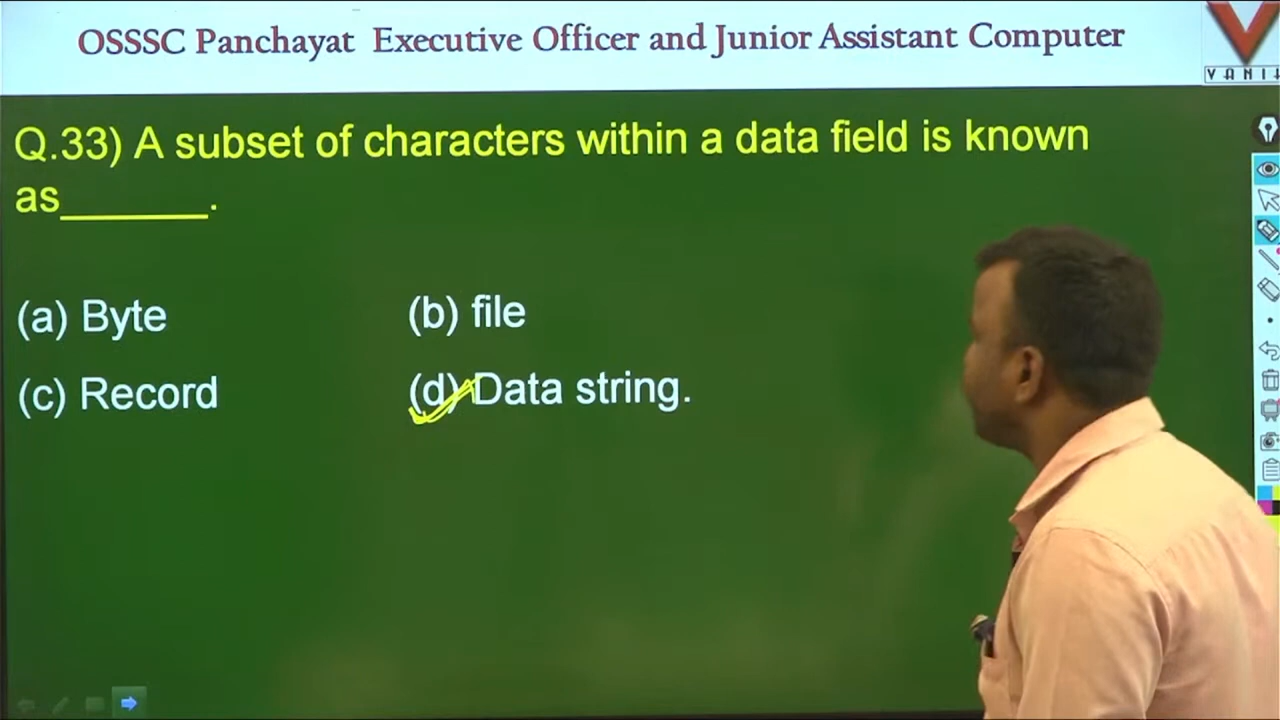 OSSSC Panchayat Executive Officer and Junior Assistant Computer
VANI
Q.33) A subset of characters within a data field is known
as_______.
(a) Byte
(b) file
(c) Record
(d) Data string.